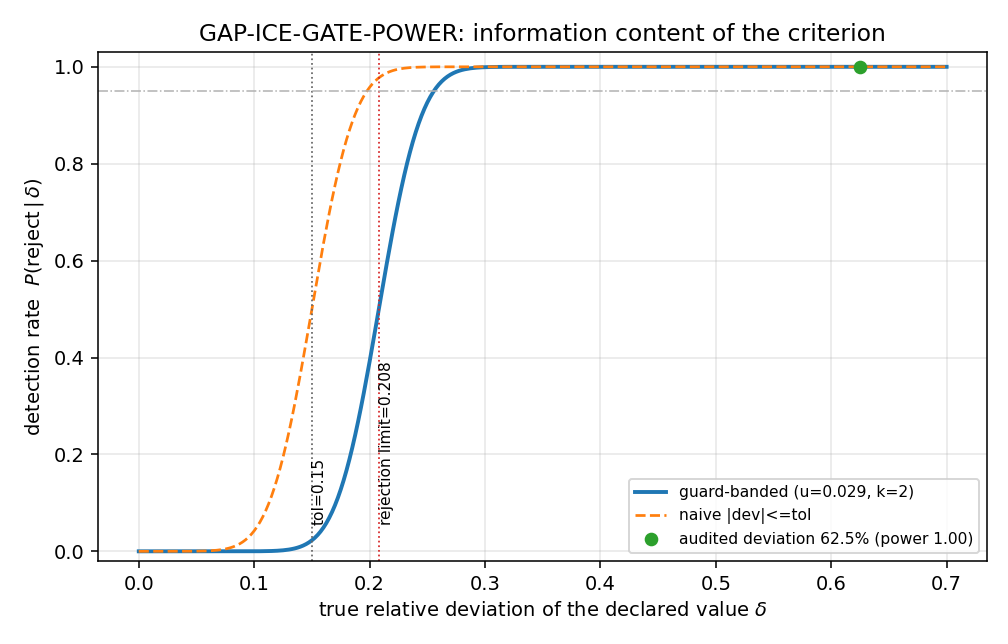 GAP-ICE-GATE-POWER: information content of the criterion
detection rate P(reject | δ)
1.0
0.8
0.6
0.4
0.2
0.0
tol=0.15
rejection limit=0.208
guard-banded (u=0.029, k=2)
naive |dev|<=tol
audited deviation 62.5% (power 1.00)
0.0 0.1 0.2 0.3 0.4 0.5 0.6 0.7
true relative deviation of the declared value δ